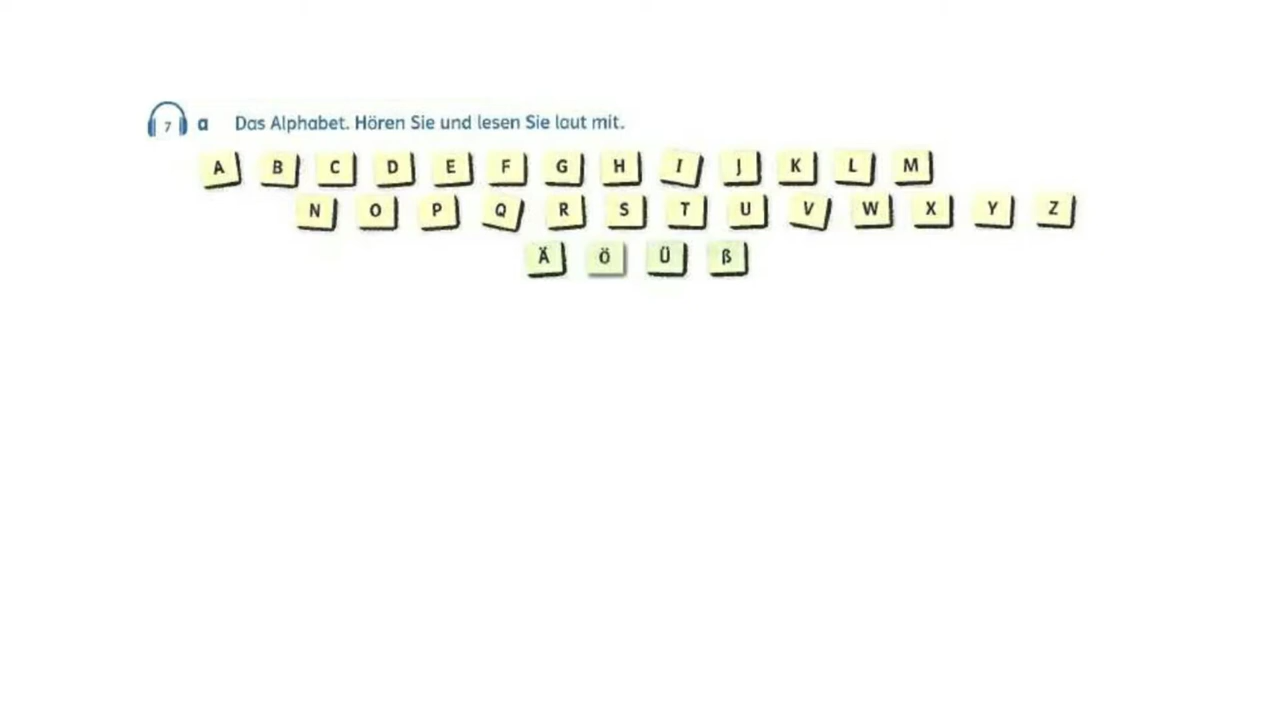 7 a Das Alphabet. Hören Sie und lesen Sie laut mit.
A B C D E F G H I J K L M
N O P Q R S T U V W X Y Z
Ä Ö Ü ß